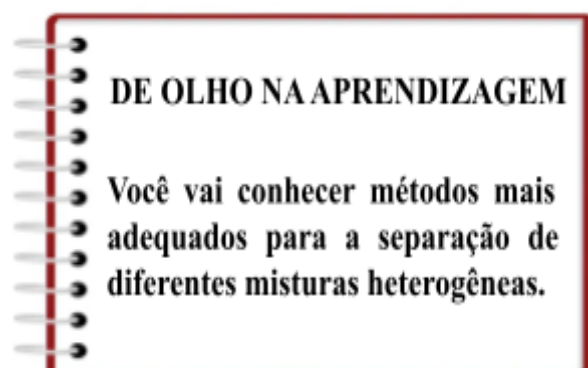 DE OLHO NA APRENDIZAGEM
Você vai conhecer métodos mais
adequados para a separação de
diferentes misturas heterogêneas.